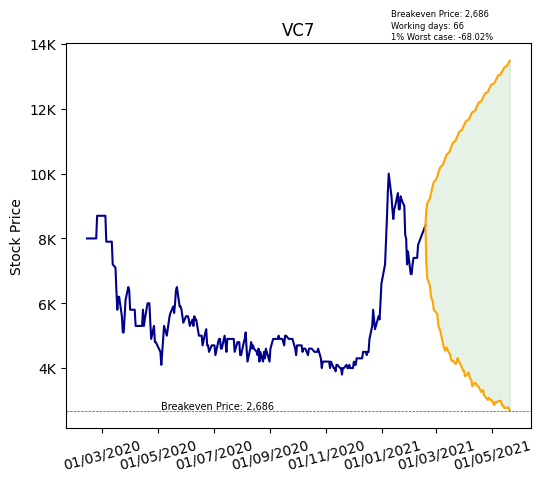 Breakeven Price: 2,686
Working days: 66
1% Worst case: -68.02%
VC7
14K
12K
10K
8K
6K
4K
Stock Price
Breakeven Price: 2,686
01/03/2020
01/05/2020
01/07/2020
01/09/2020
01/11/2020
01/01/2021
01/03/2021
01/05/2021